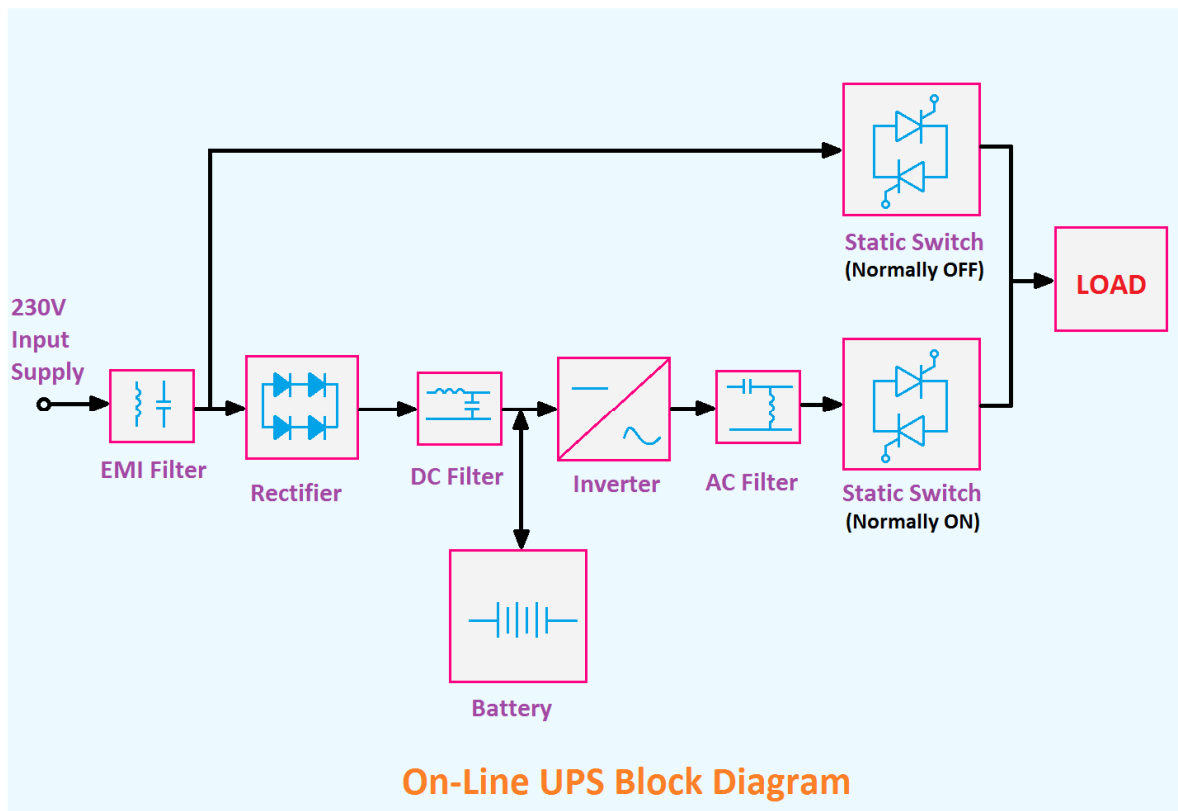 Static Switch
(Normally OFF)
LOAD
230V
Input
Supply
EMI Filter
Rectifier
DC Filter
Inverter
AC Filter
Static Switch
(Normally ON)
Battery
On-Line UPS Block Diagram